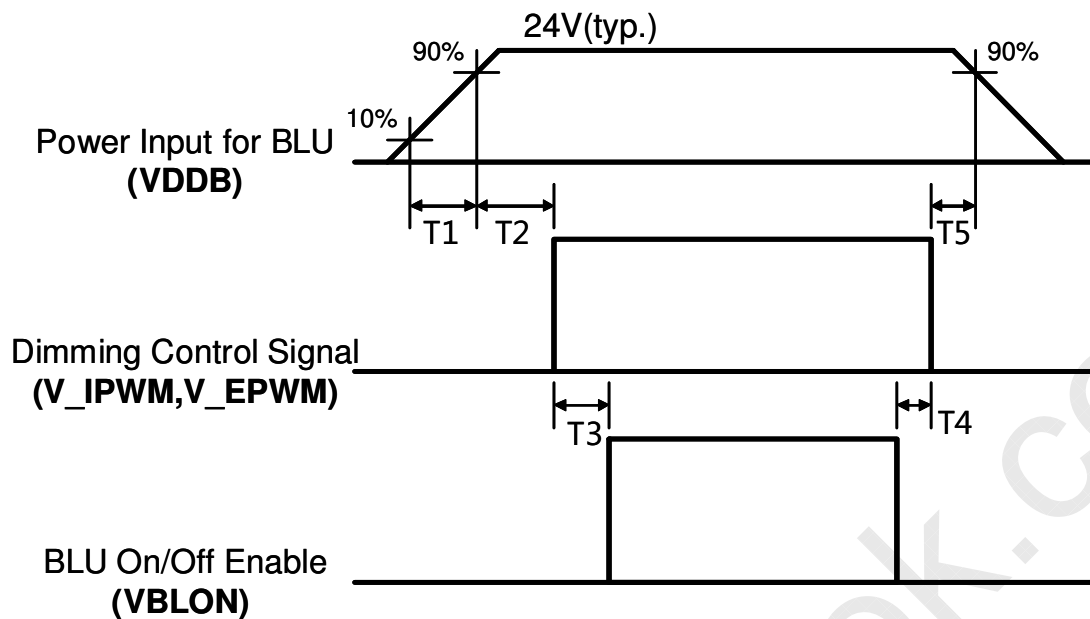 24V(typ.)
90%
90%
10%
Power Input for BLU
(VDDB)
T1
T2
T5
Dimming Control Signal
(V_IPWM,V_EPWM)
T3
T4
BLU On/Off Enable
(VBLON)